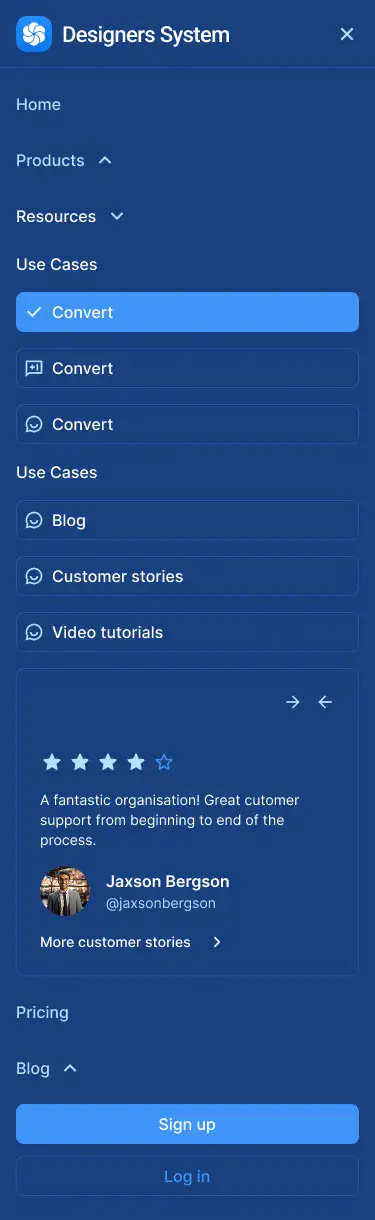 Designers System
Home
Products
Resources
Use Cases
Convert
Convert
Convert
Use Cases
Blog
Customer stories
Video tutorials
A fantastic organisation! Great cutomer
support from beginning to end of the
process.
Jaxson Bergson
@jaxsonbergson
More customer stories
Pricing
Blog
Sign up
Log in